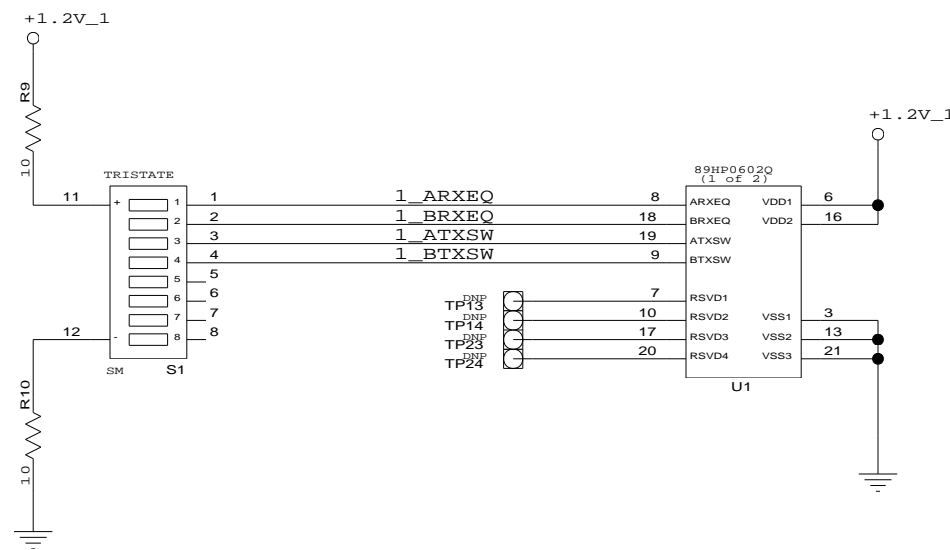 +1.2V_1
R9
10
TRISTATE
11
+
1
2
3
4
5
6
7
8
1
2
3
4
5
6
7
8
12
-
SM
S1
R10
10
1_ARXEQ
1_BRXEQ
1_ATXSW
1_BTXSW
DNP
TP13
DNP
TP14
DNP
TP23
DNP
TP24
+1.2V_1
89HP0602Q
(1 of 2)
8 ARXEQ VDD1 6
18 BRXEQ VDD2 16
19 ATXSW
9 BTXSW
7 RSVD1
10 RSVD2 VSS1 3
17 RSVD3 VSS2 13
20 RSVD4 VSS3 21
U1